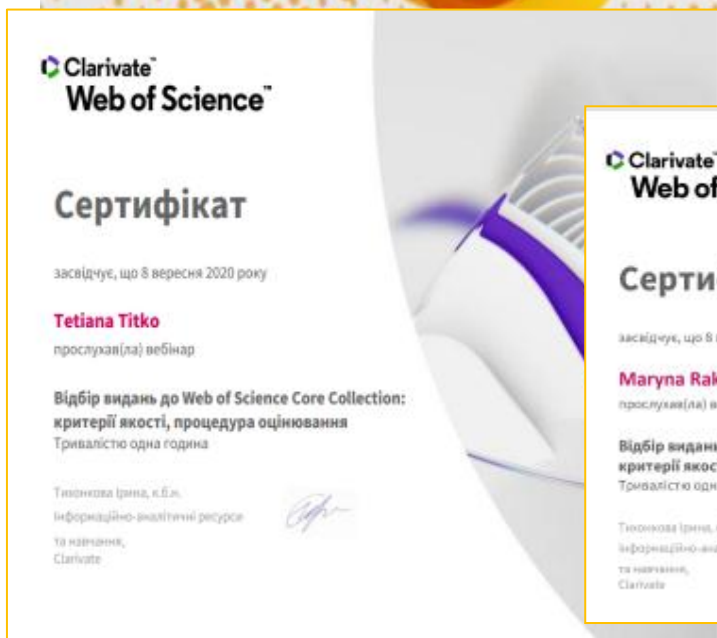 Clarivate™
Web of Science™
Сертифікат
засвідчує, що 8 вересня 2020 року
Tetiana Titko
прослухав(ла) вебінар
Відбір видань до Web of Science Core Collection:
критерії якості, процедура оцінювання
Тривалістю одна година
Тихонкова Ірина, к.б.н.
інформаційно-аналітичні ресурси
та навчання,
Clarivate
Clarivate™
Web of
Серти
засвідчує, що 8
Maryna Rak
прослухав(ла) в
Відбір видань
критерії якос
Тривалістю одн
Тихонкова Ірина,
інформаційно-ана
та навчання,
Clarivate